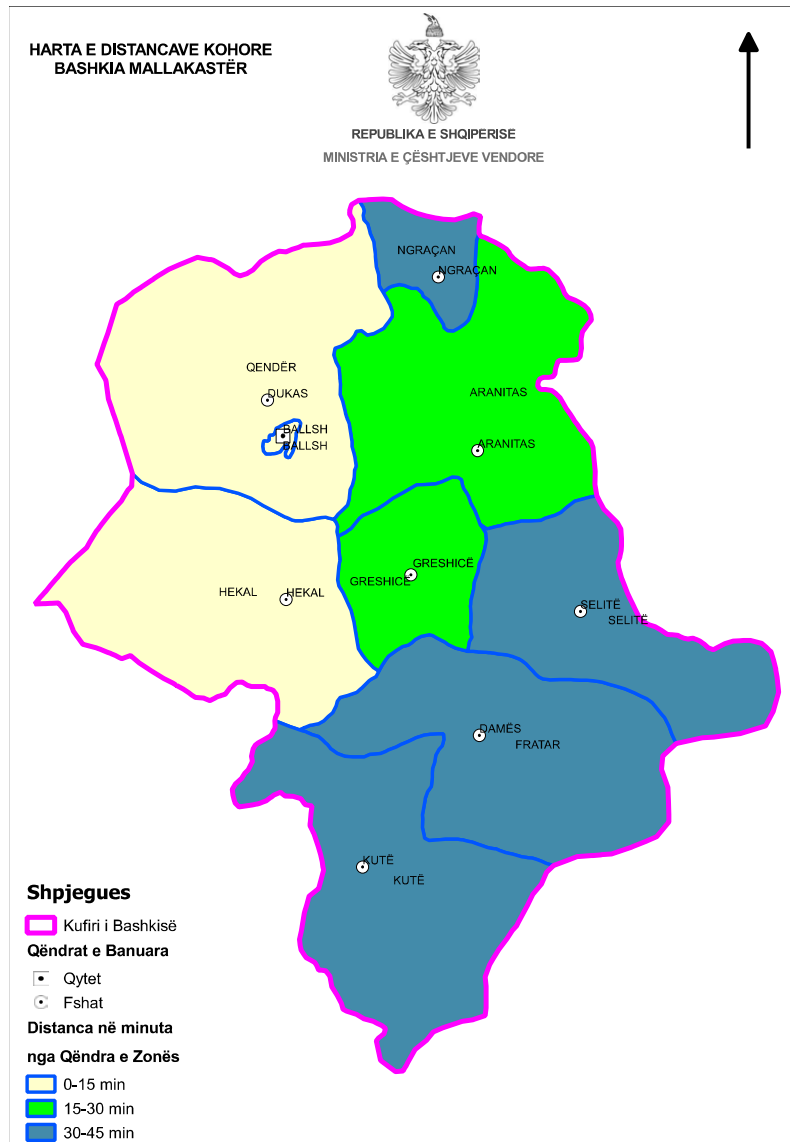 HARTA E DISTANCAVE KOHORE
BASHKIA MALLAKASTËR
REPUBLIKA E SHQIPERISE
MINISTRIA E ÇËSHTJEVE VENDORE
NGRAÇAN
NGRAÇAN
QENDËR
DUKAS
ARANITAS
BALLSH
BALLSH
ARANITAS
GRESHICË
GRESHICË
HEKAL
HEKAL
SELITË
SELITË
DAMËS
FRATAR
KUTË
KUTË
Shpjegues
Kufiri i Bashkisë
Qëndrat e Banuara
Qytet
Fshat
Distanca në minuta
nga Qëndra e Zonës
0-15 min
15-30 min
30-45 min